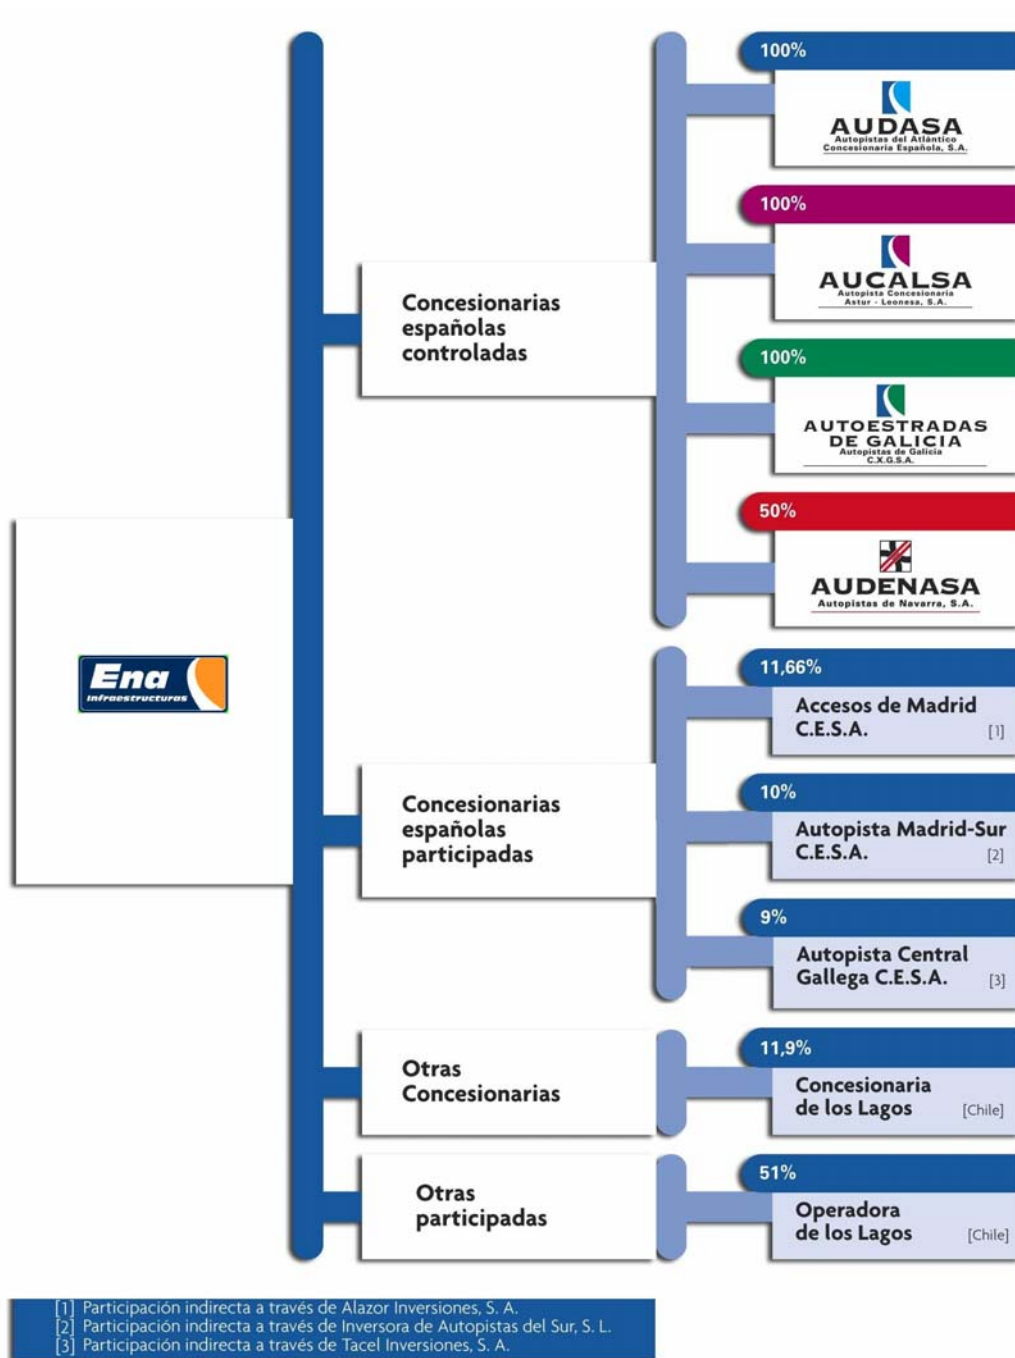 100%
AUDASA
Autopistas del Atlántico
Concesionaria Española, S.A.
100%
AUCALSA
Autopista Concesionaria
Astur - Leonesa, S.A.
Concesionarias
españolas
controladas
100%
AUTOESTRADAS
DE GALICIA
Autopistas de Galicia
C.X.G.S.A.
50%
AUDENASA
Autopistas de Navarra, S.A.
Ena
Infraestructuras
Concesionarias
españolas
participadas
11,66%
Accesos de Madrid
C.E.S.A. [1]
10%
Autopista Madrid-Sur
C.E.S.A. [2]
9%
Autopista Central
Gallega C.E.S.A. [3]
Otras
Concesionarias
11,9%
Concesionaria
de los Lagos [Chile]
Otras
participadas
51%
Operadora
de los Lagos [Chile]
[1] Participación indirecta a través de Alazor Inversiones, S. A.
[2] Participación indirecta a través de Inversora de Autopistas del Sur, S. L.
[3] Participación indirecta a través de Tacel Inversiones, S. A.